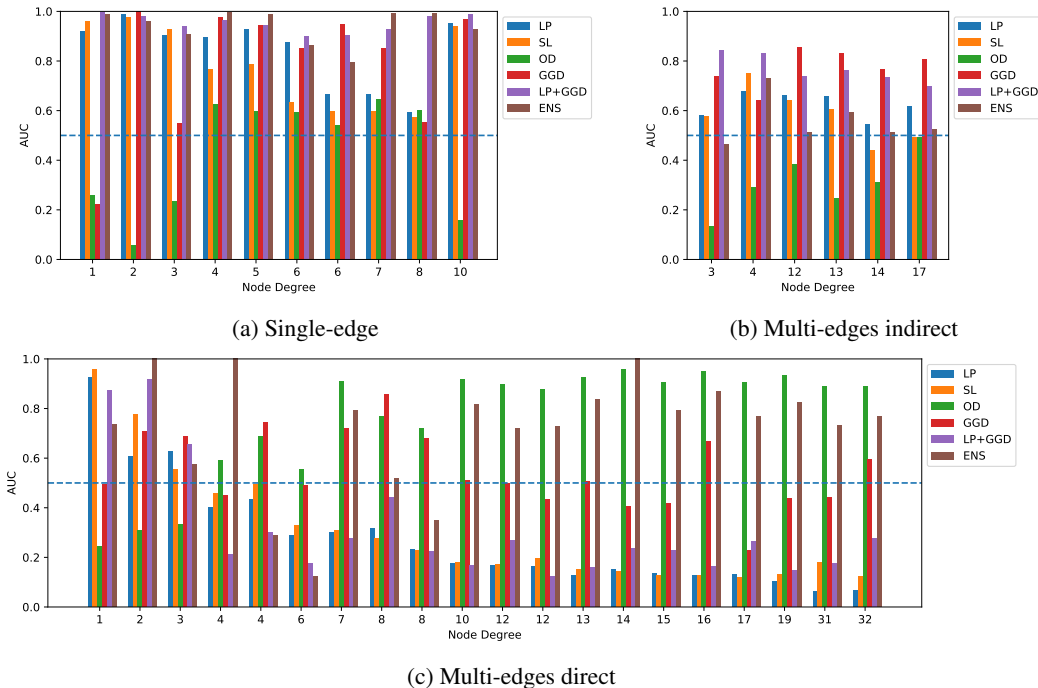 1.0
0.8
0.6
0.4
0.2
0.0
AUC
1 2 3 4 5 6 6 7 8 10
Node Degree
LP
SL
OD
GGD
LP+GGD
ENS
(a) Single-edge
1.0
0.8
0.6
0.4
0.2
0.0
AUC
3 4 12 13 14 17
Node Degree
LP
SL
OD
GGD
LP+GGD
ENS
(b) Multi-edges indirect
1.0
0.8
0.6
0.4
0.2
0.0
AUC
1 2 3 4 4 6 7 8 8 10 12 12 13 14 15 16 17 19 31 32
Node Degree
LP
SL
OD
GGD
LP+GGD
ENS
(c) Multi-edges direct